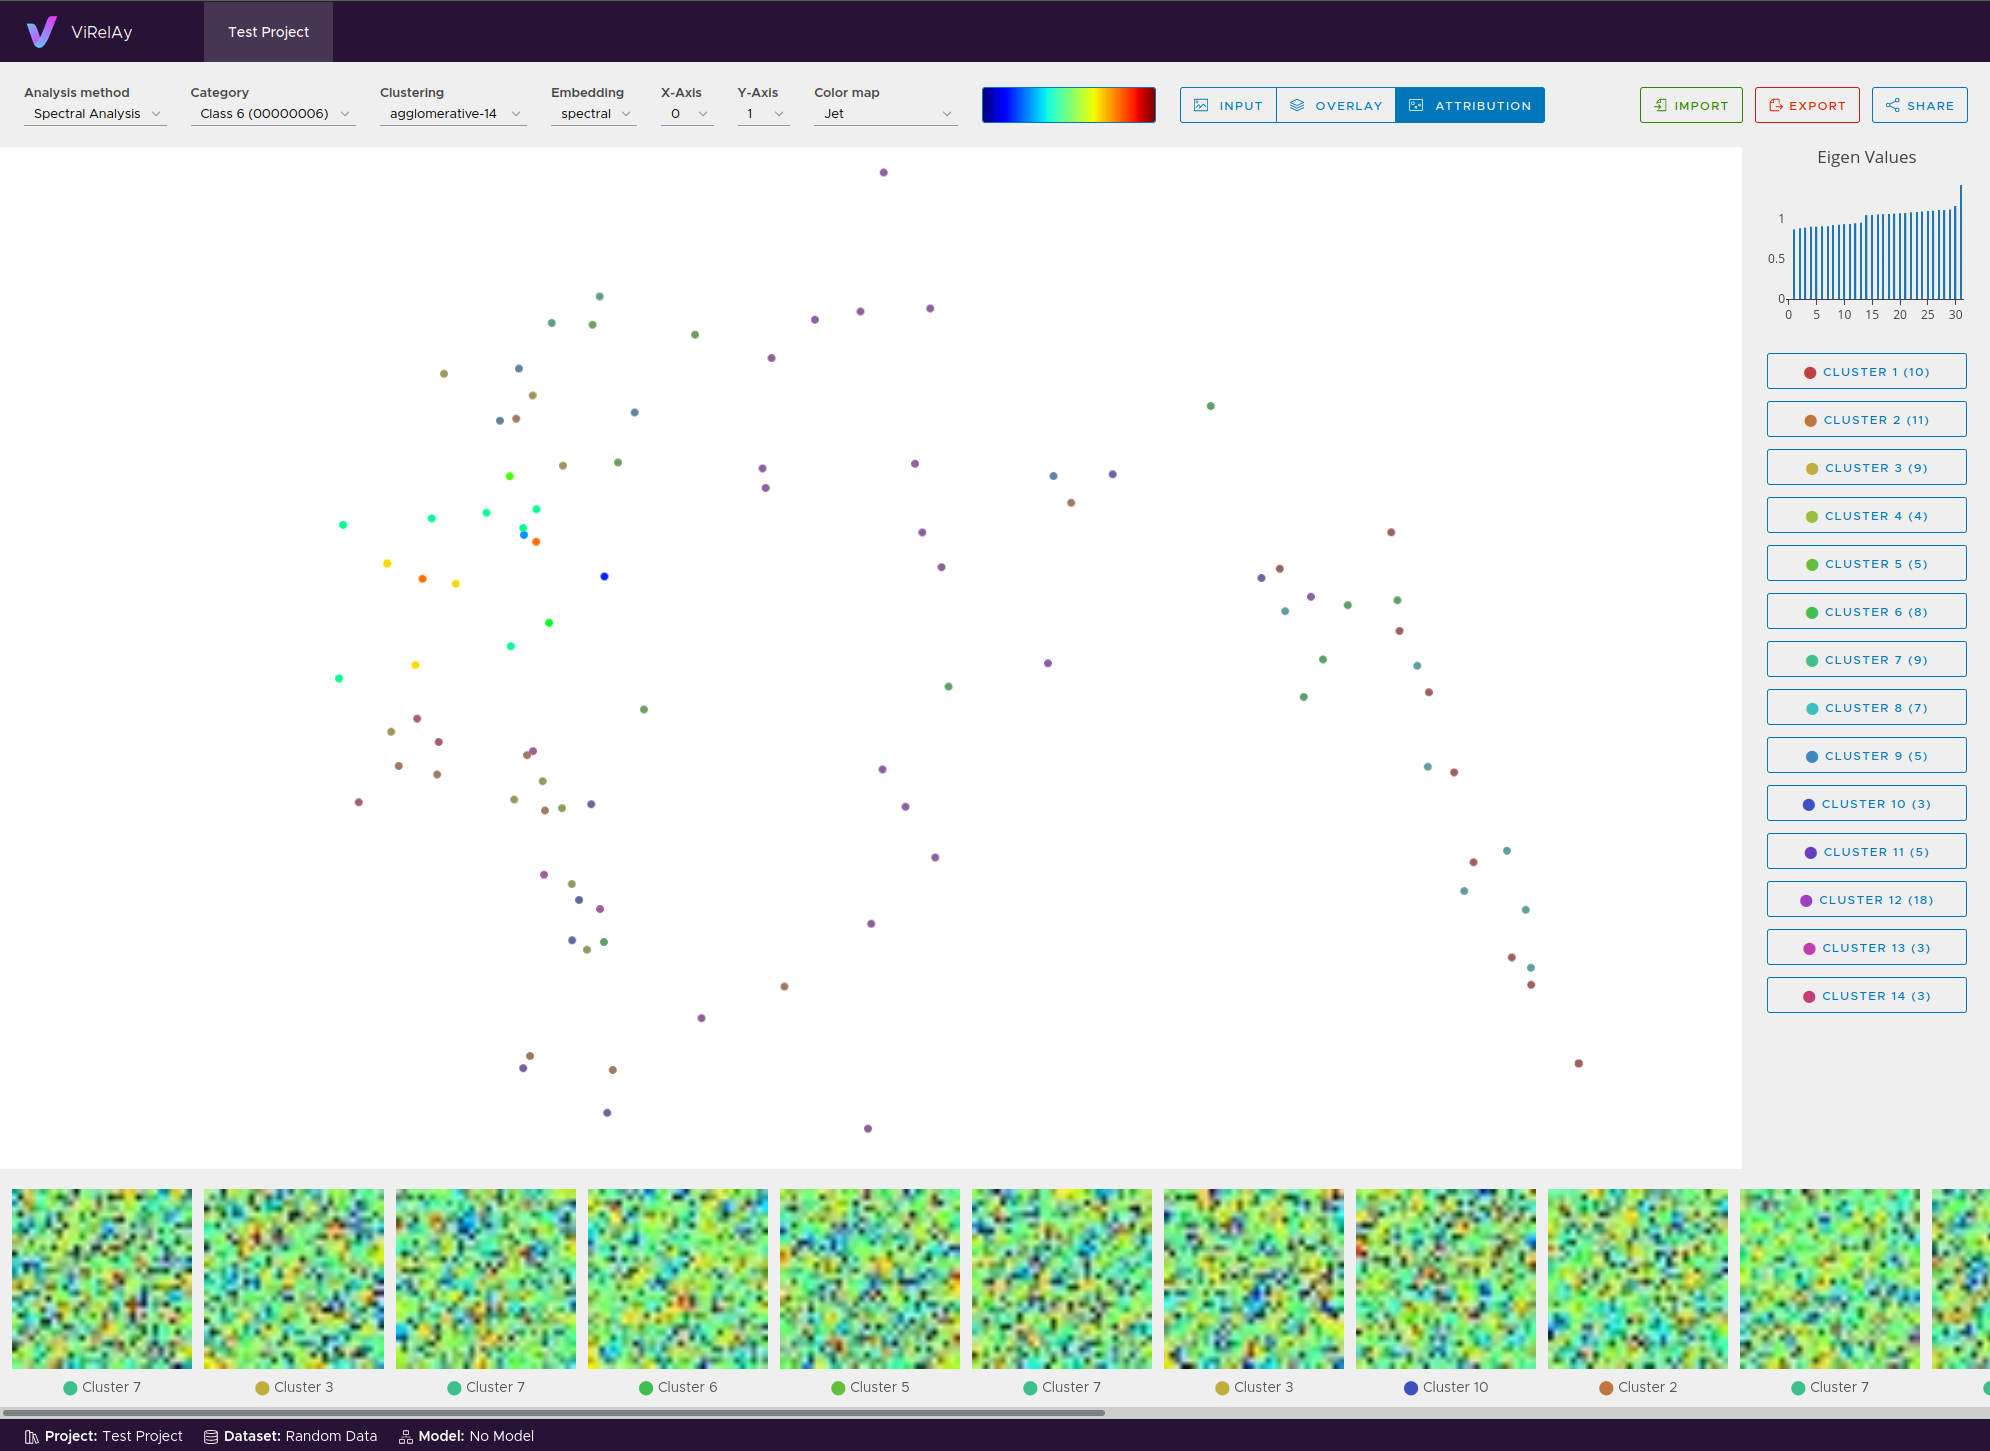 ViRelAy
Test Project
Analysis method
Spectral Analysis
Category
Class 6 (00000006)
Clustering
agglomerative-14
Embedding
spectral
X-Axis
0
Y-Axis
1
Color map
Jet
INPUT
OVERLAY
ATTRIBUTION
IMPORT
EXPORT
SHARE
Eigen Values
1
0.5
0
0 5 10 15 20 25 30
CLUSTER 1 (10)
CLUSTER 2 (11)
CLUSTER 3 (9)
CLUSTER 4 (4)
CLUSTER 5 (5)
CLUSTER 6 (8)
CLUSTER 7 (9)
CLUSTER 8 (7)
CLUSTER 9 (5)
CLUSTER 10 (3)
CLUSTER 11 (5)
CLUSTER 12 (18)
CLUSTER 13 (3)
CLUSTER 14 (3)
Cluster 7
Cluster 3
Cluster 7
Cluster 6
Cluster 5
Cluster 7
Cluster 3
Cluster 10
Cluster 2
Cluster 7
Project: Test Project
Dataset: Random Data
Model: No Model